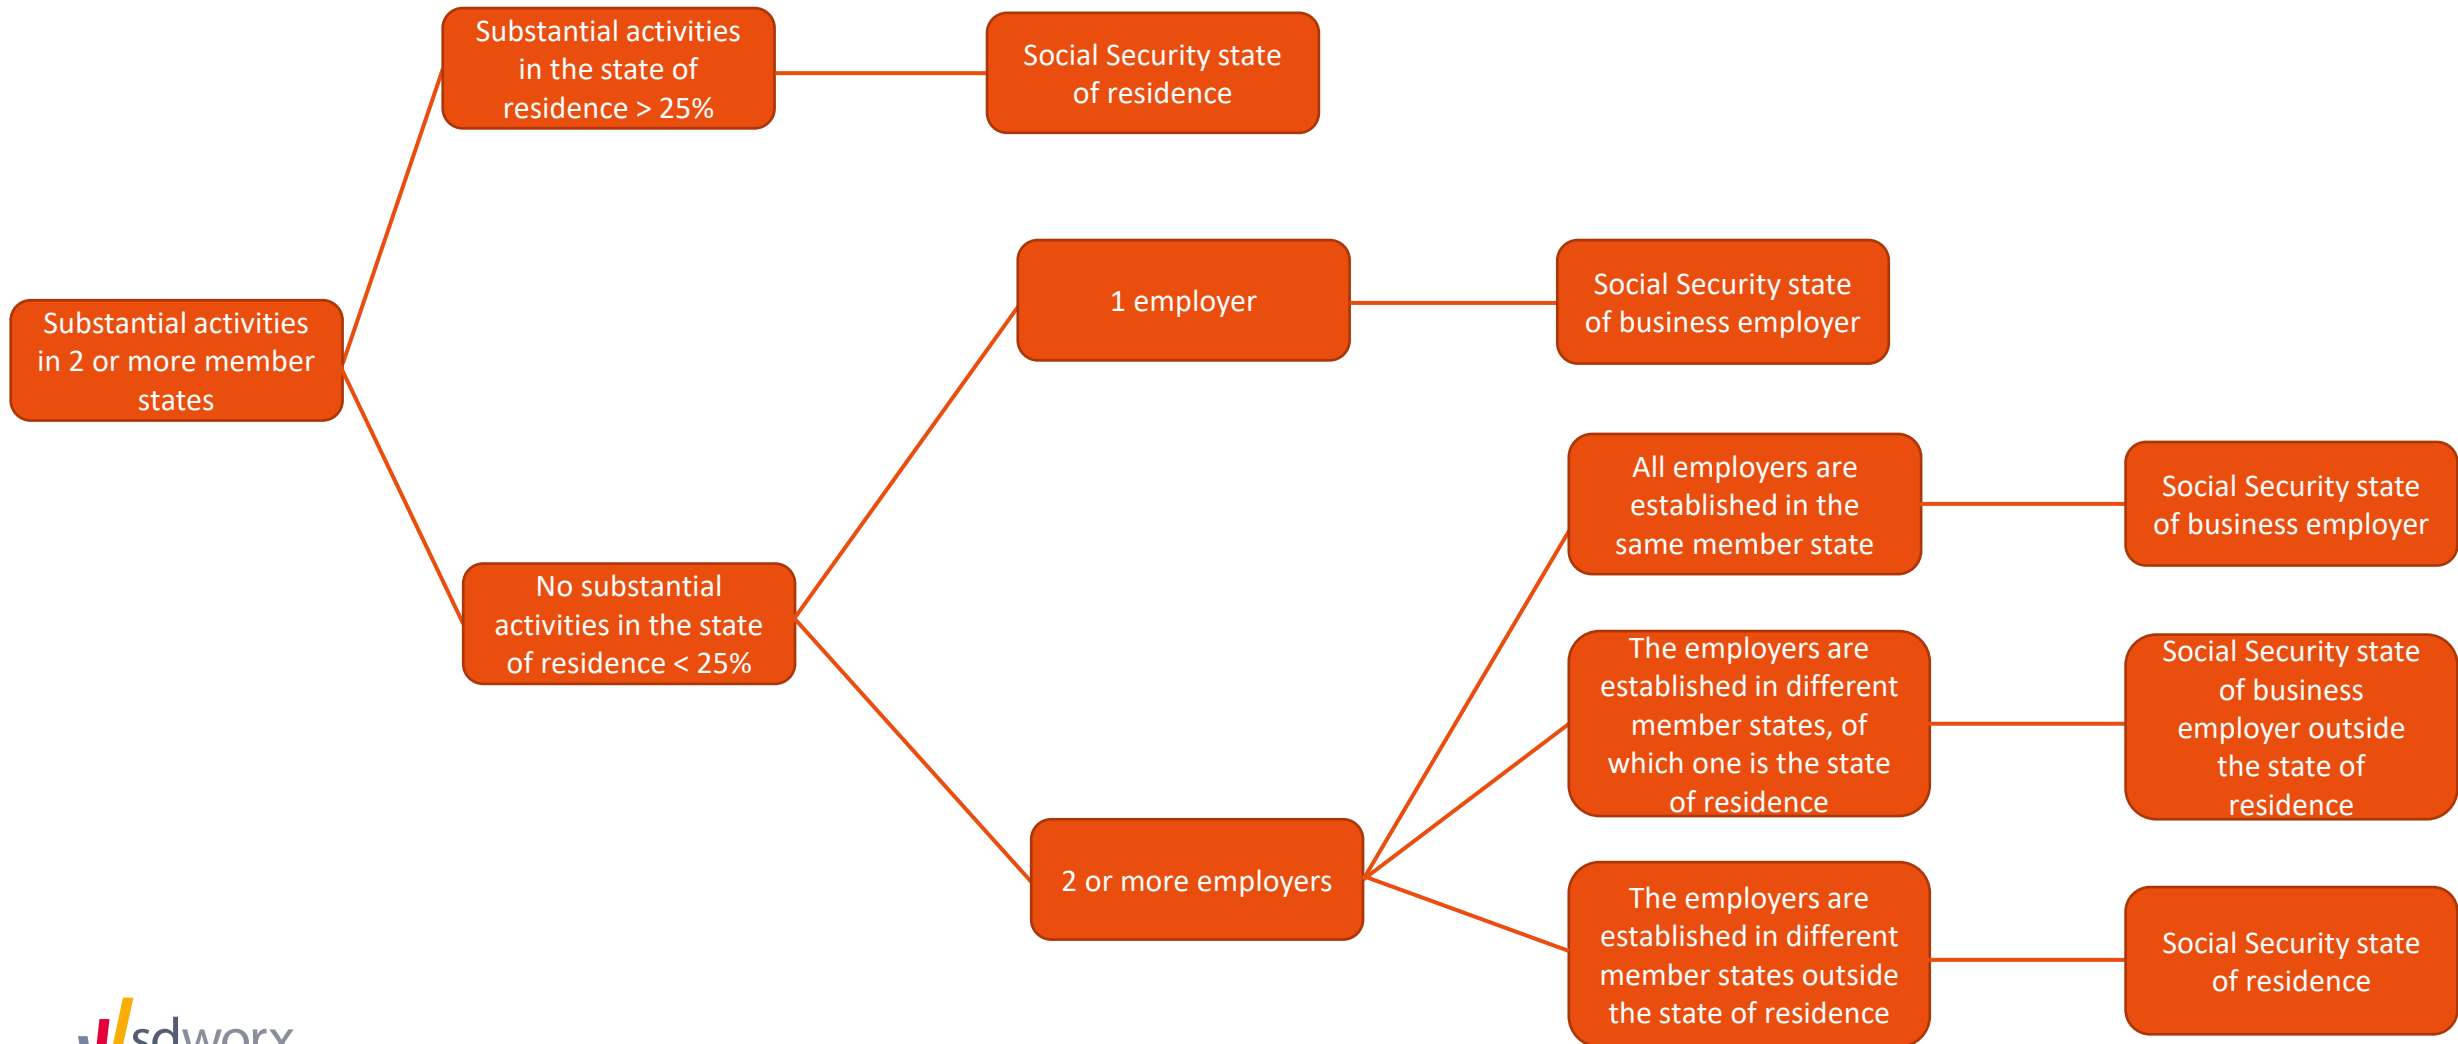 Substantial activities
in the state of
residence > 25%
Social Security state
of residence
Substantial activities
in 2 or more member
states
1 employer
Social Security state
of business employer
No substantial
activities in the state
of residence < 25%
2 or more employers
All employers are
established in the
same member state
Social Security state
of business employer
The employers are
established in different
member states, of
which one is the state
of residence
Social Security state
of business
employer outside
the state of
residence
The employers are
established in different
member states outside
the state of residence
Social Security state
of residence
sdworx